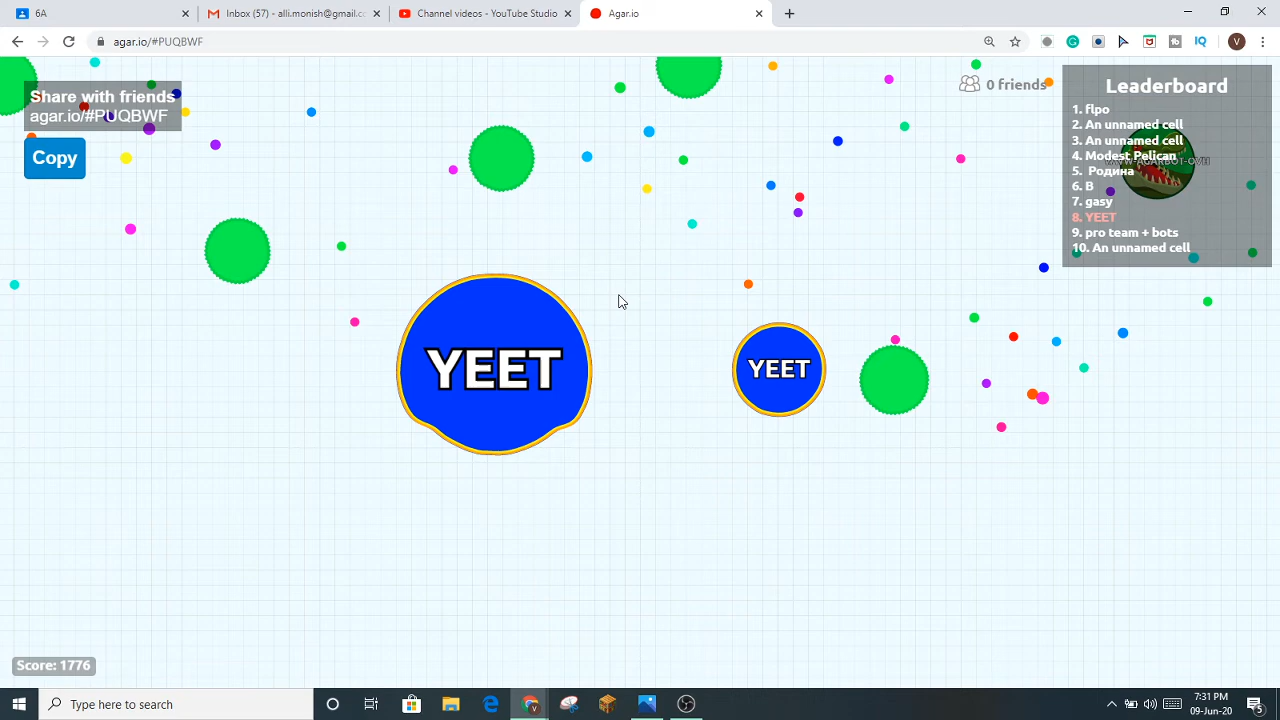 6A
Inbox (57) - alli.monish@gmail.co
Channel videos - YouTube Studio
Agar.io
agar.io/#PUQBWF
V
Share with friends
agar.io/#PUQBWF
Copy
0 friends
Leaderboard
1. flpo
2. An unnamed cell
3. An unnamed cell
4. Modest Pelican
5. Родина
6. B
7. gasy
8. YEET
9. pro team + bots
10. An unnamed cell
YEET
YEET
Score: 1776
Type here to search
7:31 PM
09-Jun-20